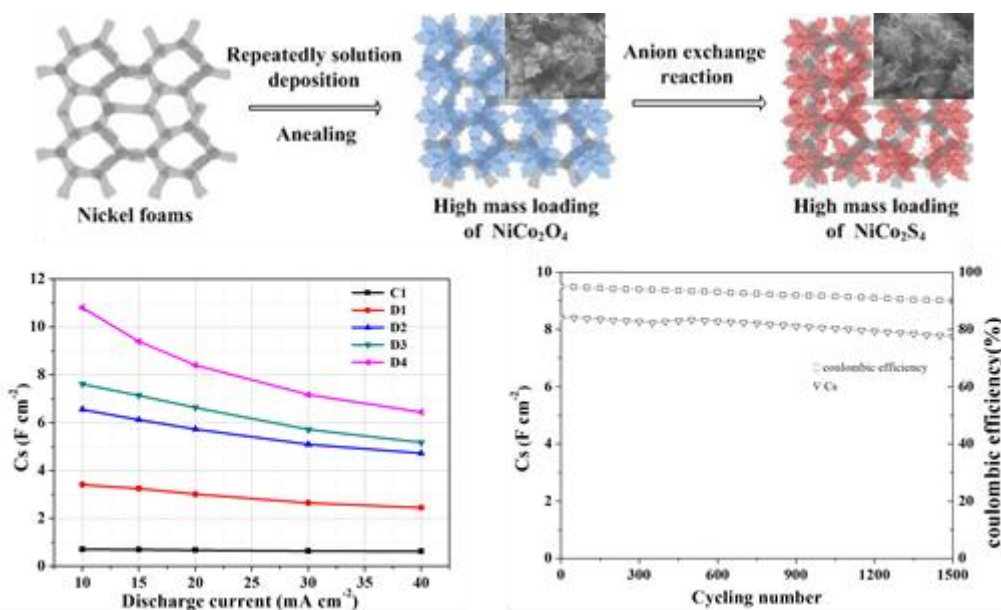 Repeatedly solution
deposition
Anealing
Anion exchange
reaction
Nickel foams
High mass loading
of NiCo₂O₄
High mass loading
of NiCo₂S₄
12
10
8
6
4
2
0
Cs (F cm⁻²)
C1
D1
D2
D3
D4
10 15 20 25 30 35 40
Discharge current (mA cm⁻²)
10
8
6
4
2
0
Cs (F cm⁻²)
coulombic efficiency
Cs
100
80
60
40
20
0
coulombic efficiency(%)
0 300 600 900 1200 1500
Cycling number